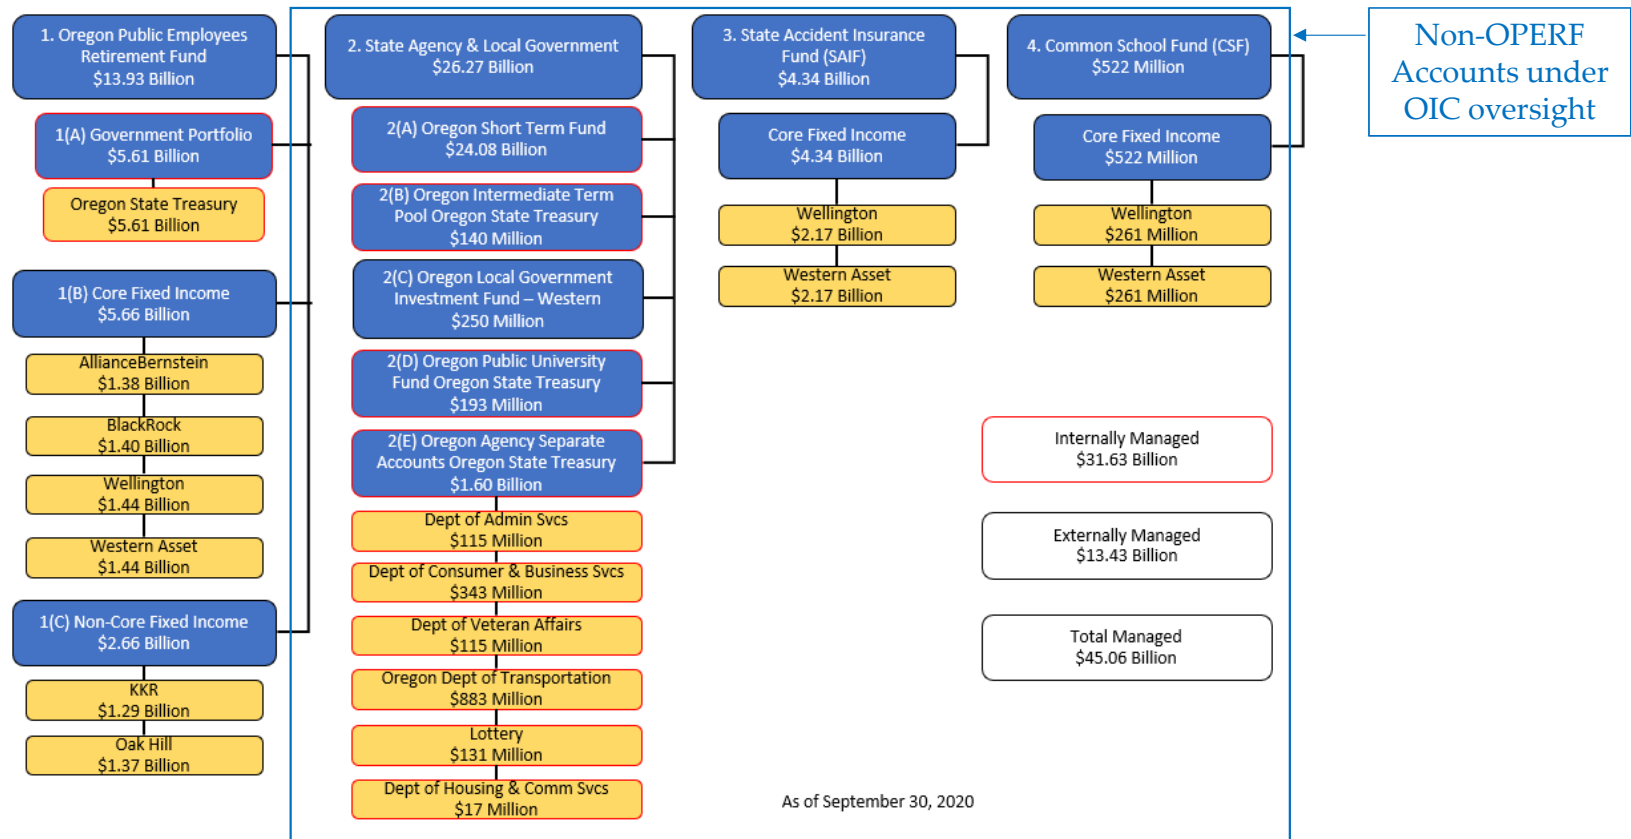 1. Oregon Public Employees
Retirement Fund
$13.93 Billion
1(A) Government Portfolio
$5.61 Billion
Oregon State Treasury
$5.61 Billion
1(B) Core Fixed Income
$5.66 Billion
AllianceBernstein
$1.38 Billion
BlackRock
$1.40 Billion
Wellington
$1.44 Billion
Western Asset
$1.44 Billion
1(C) Non-Core Fixed Income
$2.66 Billion
KKR
$1.29 Billion
Oak Hill
$1.37 Billion
2. State Agency & Local Government
$26.27 Billion
2(A) Oregon Short Term Fund
$24.08 Billion
2(B) Oregon Intermediate Term
Pool Oregon State Treasury
$140 Million
2(C) Oregon Local Government
Investment Fund – Western
$250 Million
2(D) Oregon Public University
Fund Oregon State Treasury
$193 Million
2(E) Oregon Agency Separate
Accounts Oregon State Treasury
$1.60 Billion
Dept of Admin Svcs
$115 Million
Dept of Consumer & Business Svcs
$343 Million
Dept of Veteran Affairs
$115 Million
Oregon Dept of Transportation
$883 Million
Lottery
$131 Million
Dept of Housing & Comm Svcs
$17 Million
3. State Accident Insurance
Fund (SAIF)
$4.34 Billion
Core Fixed Income
$4.34 Billion
Wellington
$2.17 Billion
Western Asset
$2.17 Billion
4. Common School Fund (CSF)
$522 Million
Core Fixed Income
$522 Million
Wellington
$261 Million
Western Asset
$261 Million
Internally Managed
$31.63 Billion
Externally Managed
$13.43 Billion
Total Managed
$45.06 Billion
As of September 30, 2020
Non-OPERF
Accounts under
OIC oversight